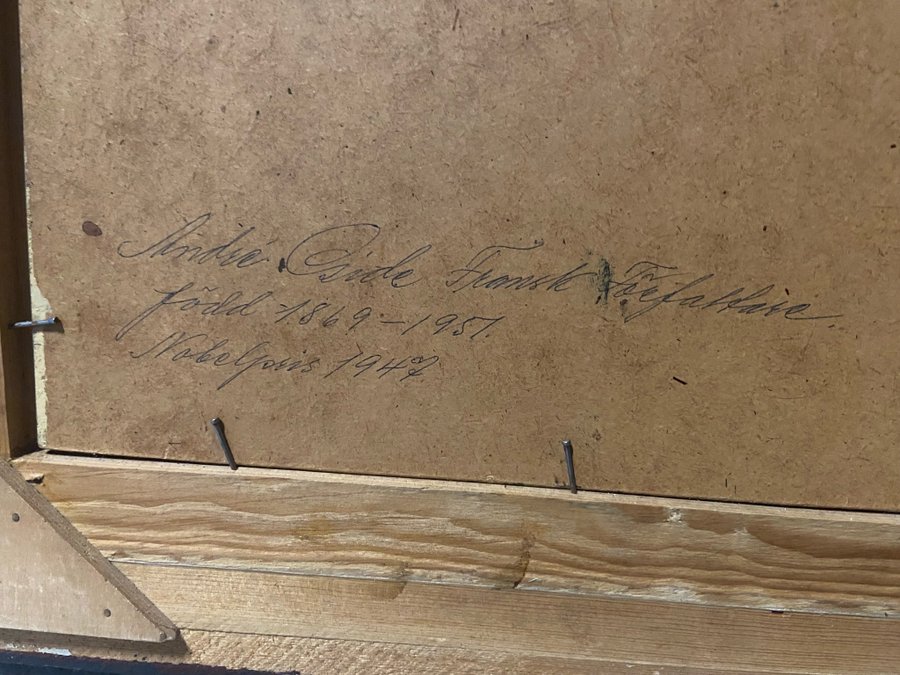 André Gide Fransk Författare.
född 1869-1951.
Nobelpris 1947